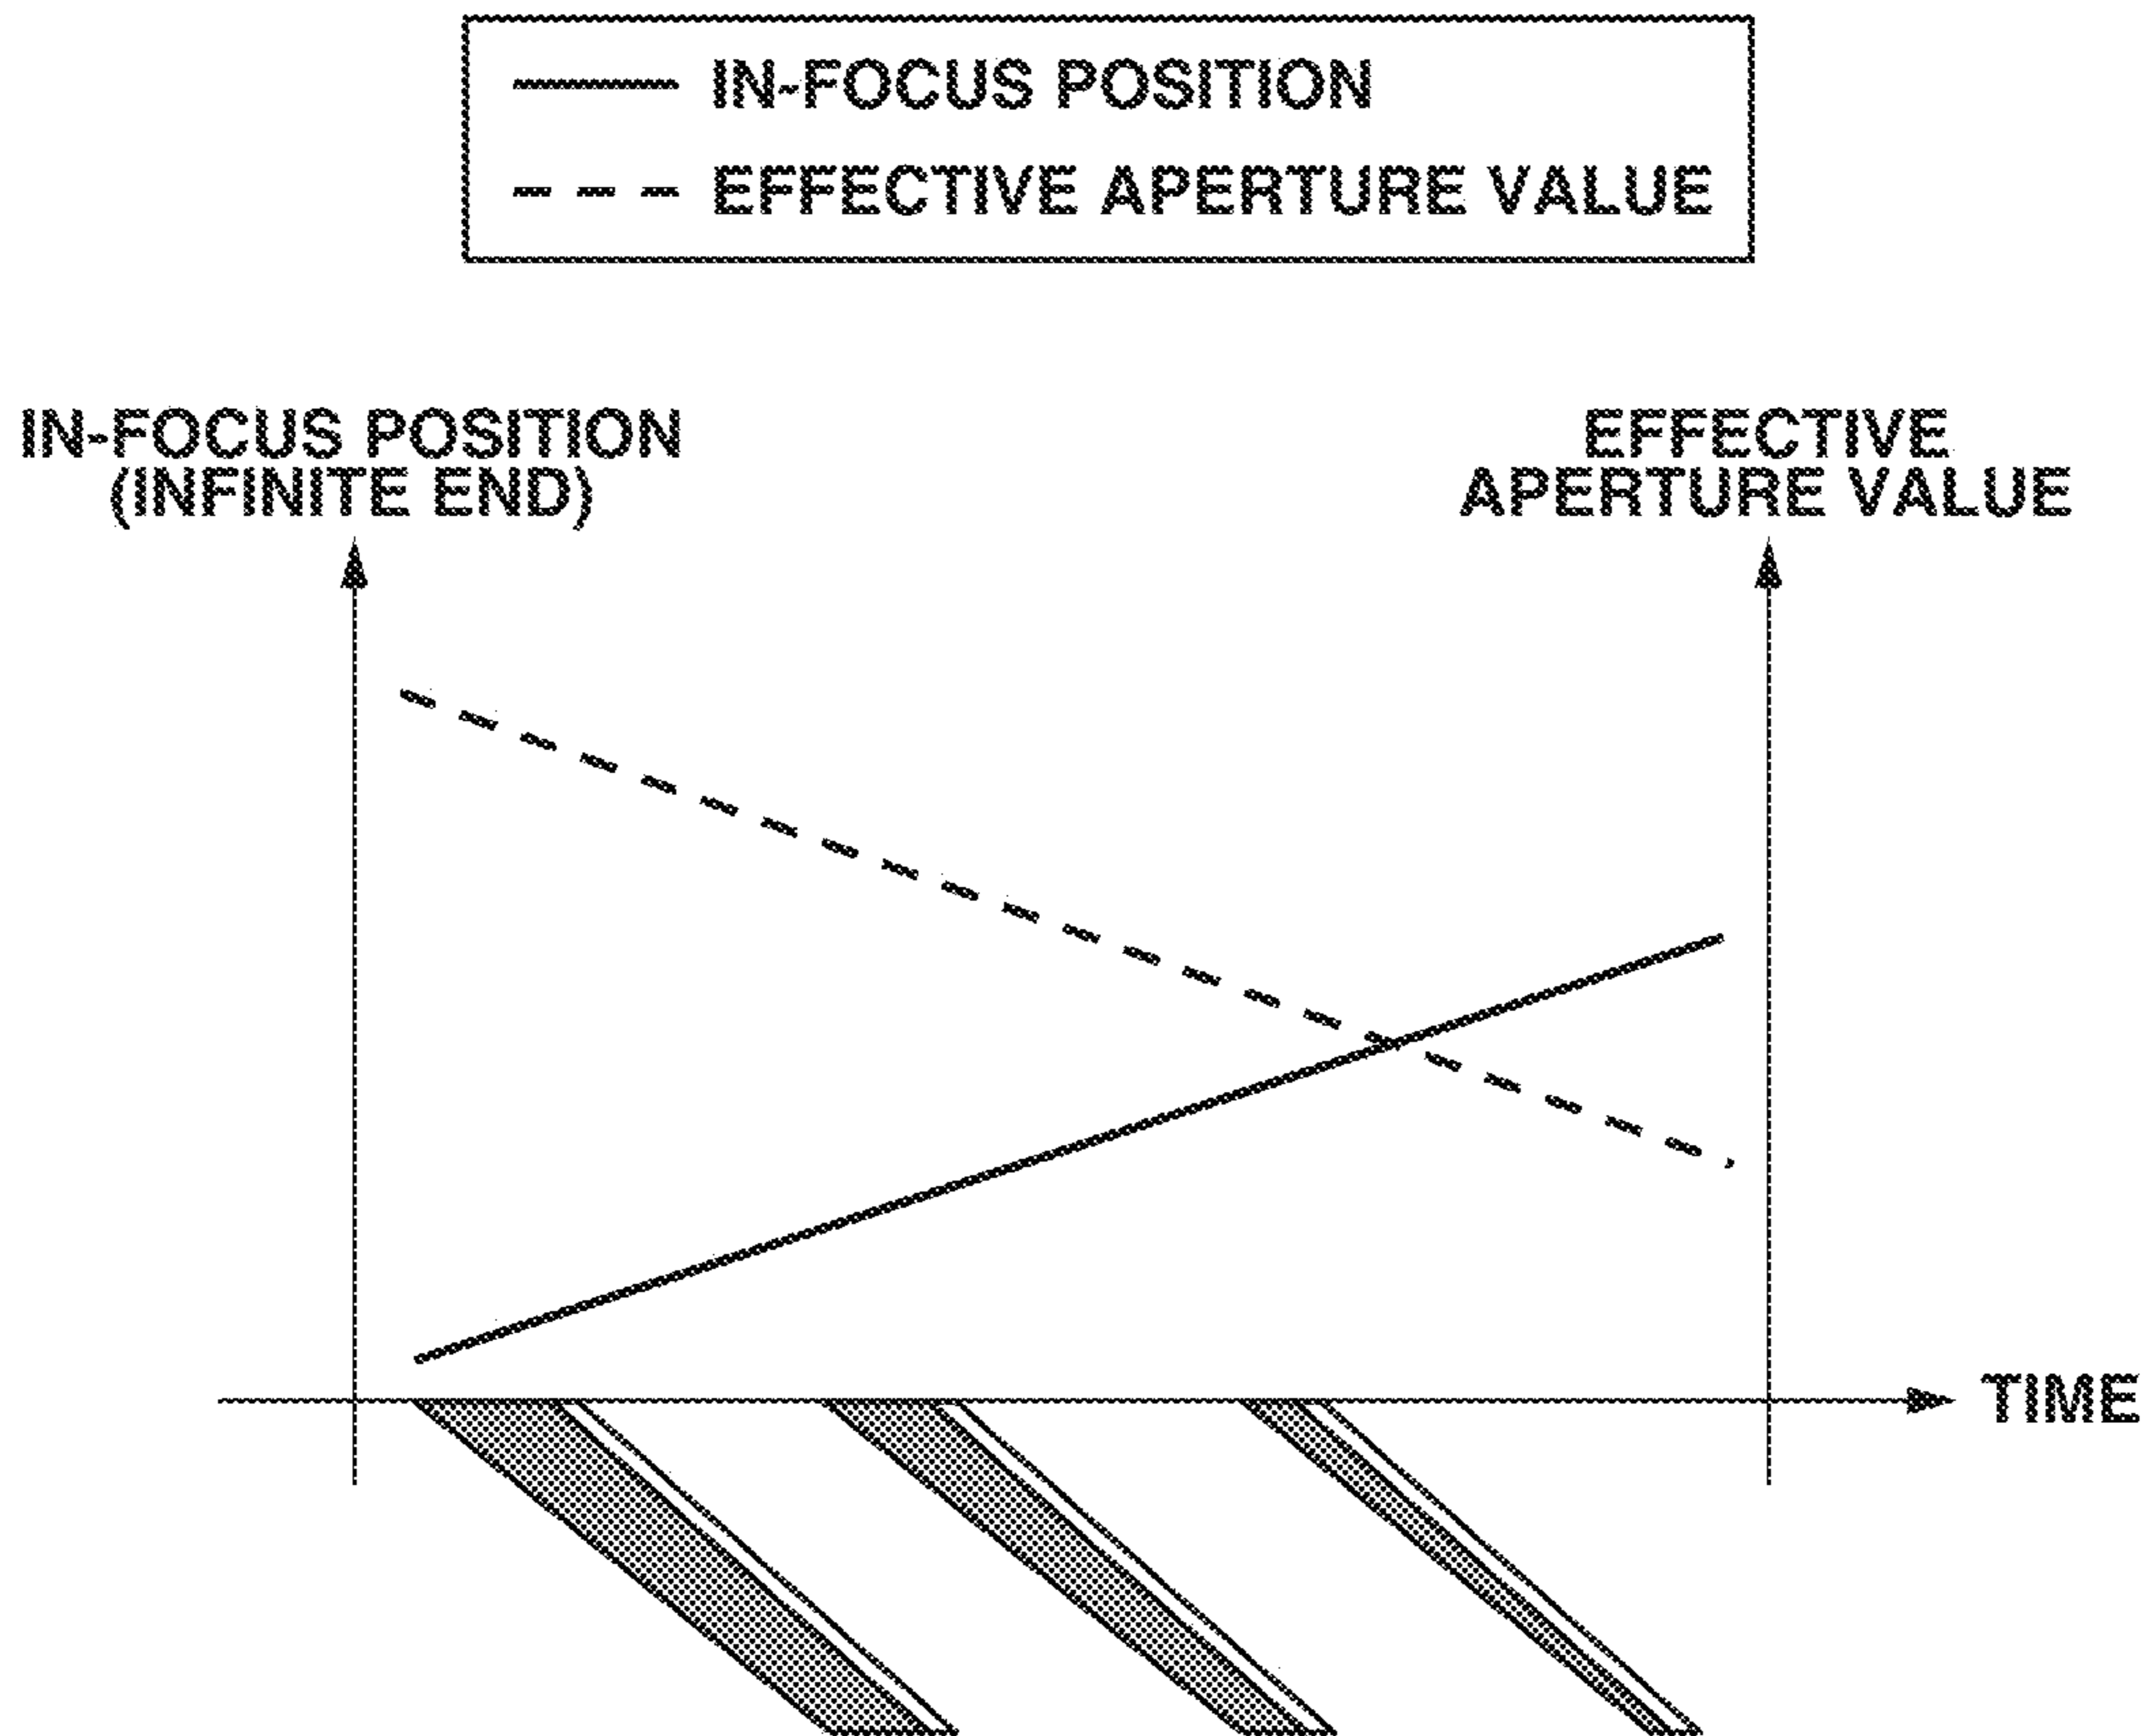 IN-FOCUS POSITION
EFFECTIVE APERTURE VALUE
IN-FOCUS POSITION
(INFINITE END)
EFFECTIVE
APERTURE VALUE
TIME